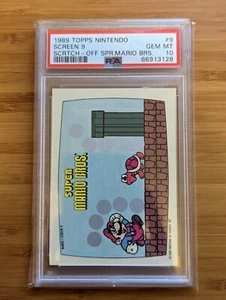 1989 TOPPS NINTENDO #9
SCREEN 9 GEM MT
SCRTCH-OFF SPR.MARIO BRS. 10
PSA 66913128
SUPER
MARIO BROS.